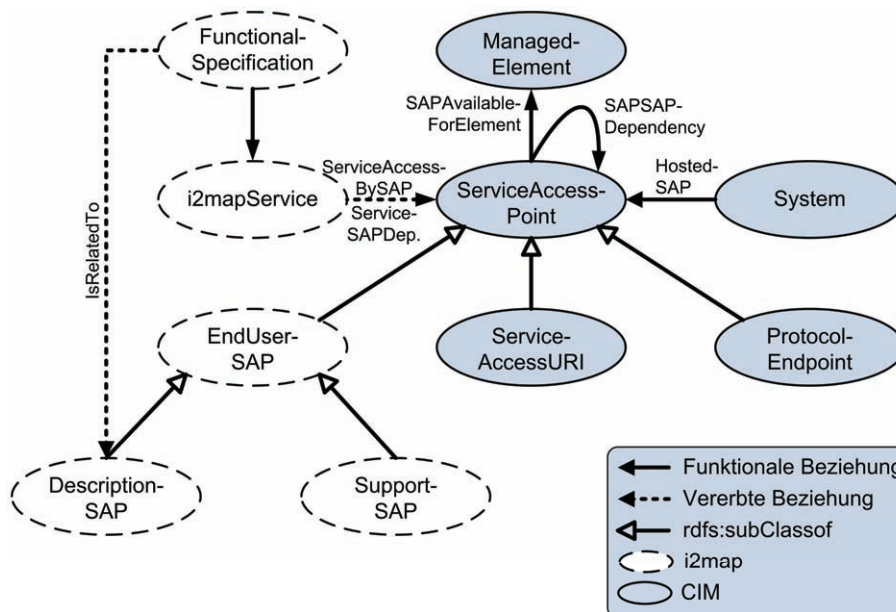 Functional-
Specification
Managed-
Element
SAPAvailable-
ForElement
SAPSAP-
Dependency
IsRelatedTo
i2mapService
ServiceAccess-
BySAP
Service-
SAPDep.
ServiceAccess-
Point
Hosted-
SAP
System
EndUser-
SAP
Service-
AccessURI
Protocol-
Endpoint
Description-
SAP
Support-
SAP
Funktionale Beziehung
Vererbte Beziehung
rdfs:subClassof
i2map
CIM